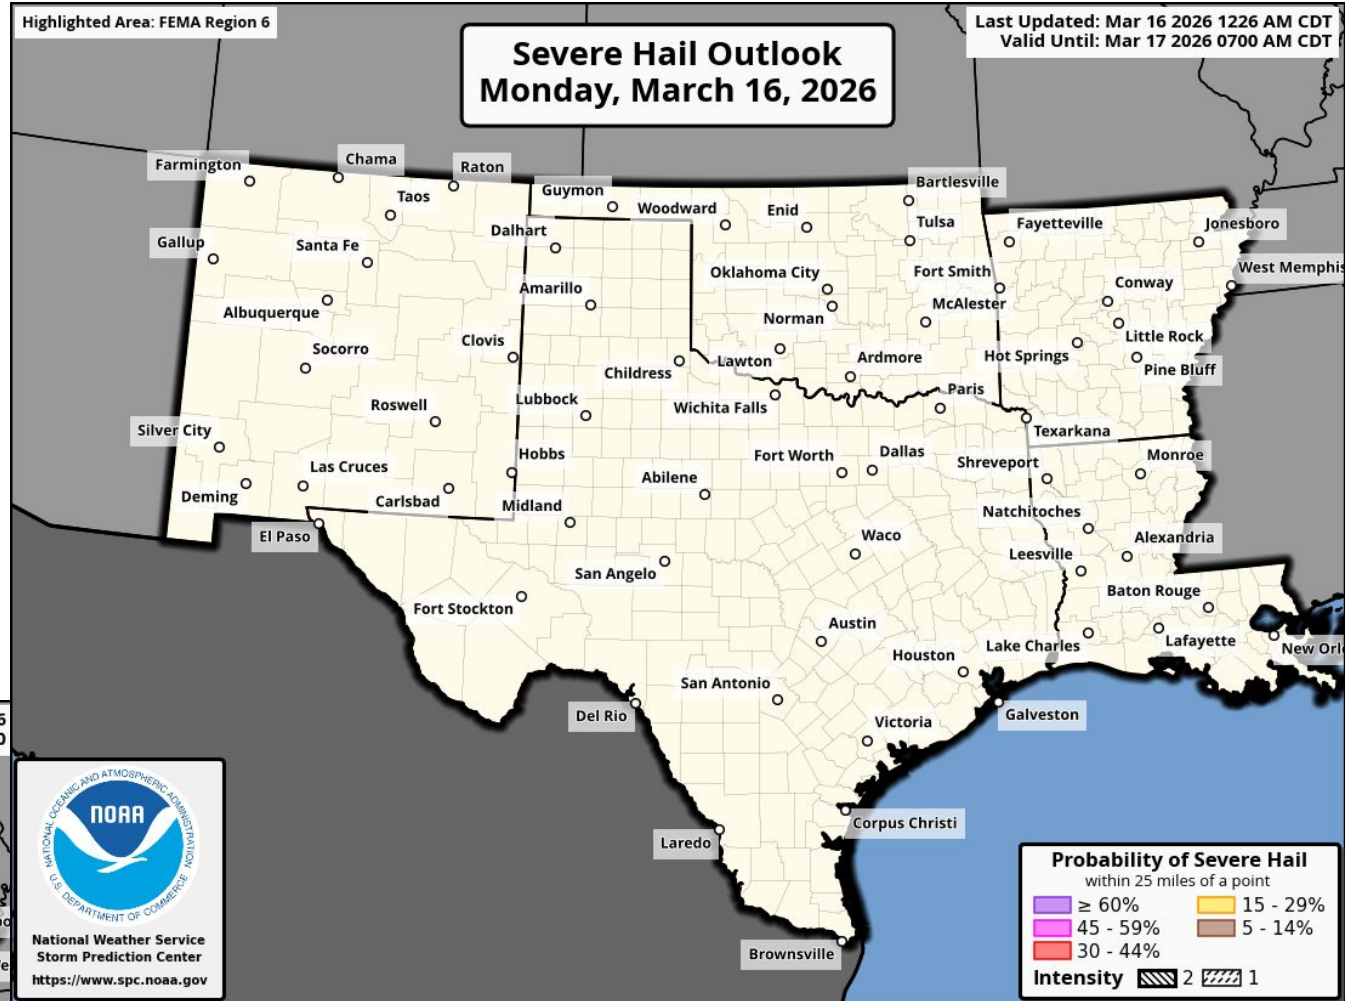 Highlighted Area: FEMA Region 6
Last Updated: Mar 16 2026 1226 AM CDT
Valid Until: Mar 17 2026 0700 AM CDT
Severe Hail Outlook
Monday, March 16, 2026
Farmington
Chama
Raton
Taos
Guymon
Woodward
Enid
Bartlesville
Tulsa
Fayetteville
Jonesboro
Gallup
Santa Fe
Dalhart
Amarillo
Oklahoma City
Fort Smith
West Memphis
Conway
Albuquerque
Norman
McAlester
Little Rock
Socorro
Clovis
Childress
Lawton
Ardmore
Hot Springs
Pine Bluff
Roswell
Lubbock
Wichita Falls
Paris
Texarkana
Silver City
Las Cruces
Hobbs
Abilene
Fort Worth
Dallas
Shreveport
Monroe
Deming
Carlsbad
Midland
Natchitoches
El Paso
San Angelo
Waco
Leesville
Alexandria
Fort Stockton
Baton Rouge
Austin
Houston
Lake Charles
Lafayette
New Orl
San Antonio
Del Rio
Victoria
Galveston
Corpus Christi
Laredo
Brownsville
NATIONAL OCEANIC AND ATMOSPHERIC ADMINISTRATION
NOAA
U.S. DEPARTMENT OF COMMERCE
National Weather Service
Storm Prediction Center
https://www.spc.noaa.gov
Probability of Severe Hail
within 25 miles of a point
≥ 60%
15 - 29%
45 - 59%
5 - 14%
30 - 44%
Intensity 2 1